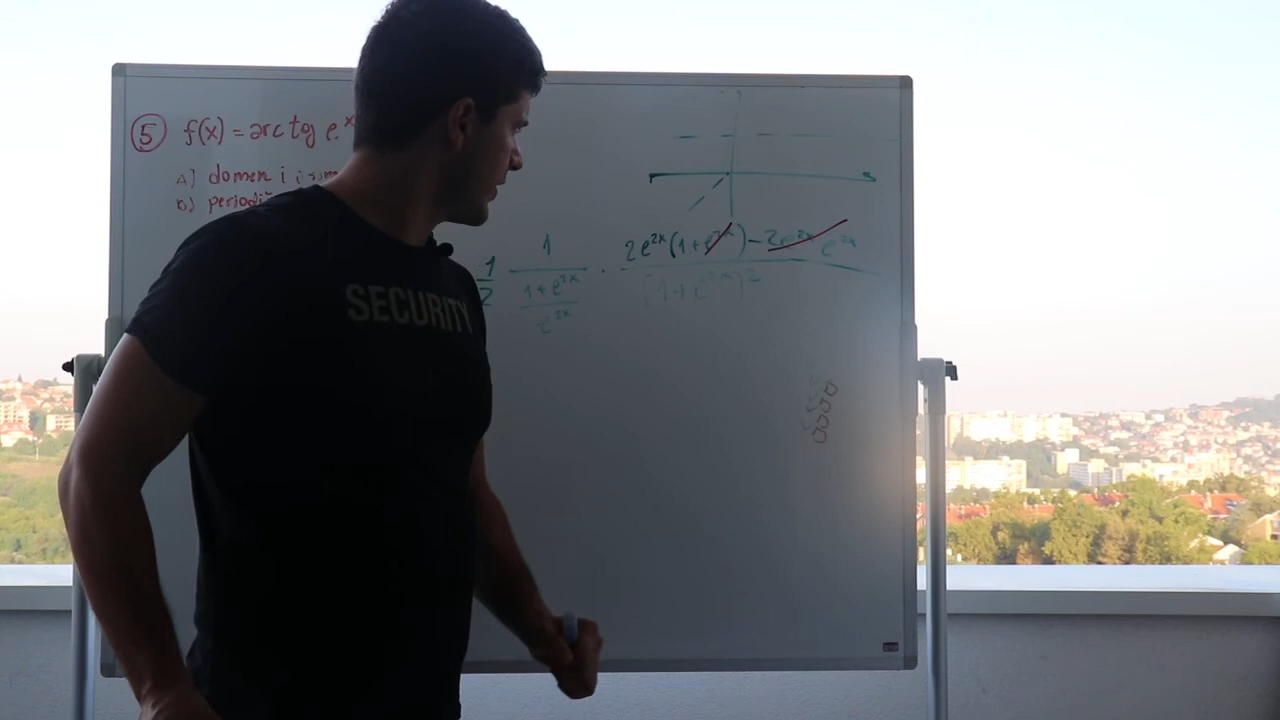 ⑤ f(x) = arctg e^x
a) domen i
b)
SECURITY
1/2 · 1/((1+e^{2x})/e^{2x}) · (2e^{2x}(1+e^{2x}) - 2e^{2x} e^{2x})/(1+e^{2x})^2